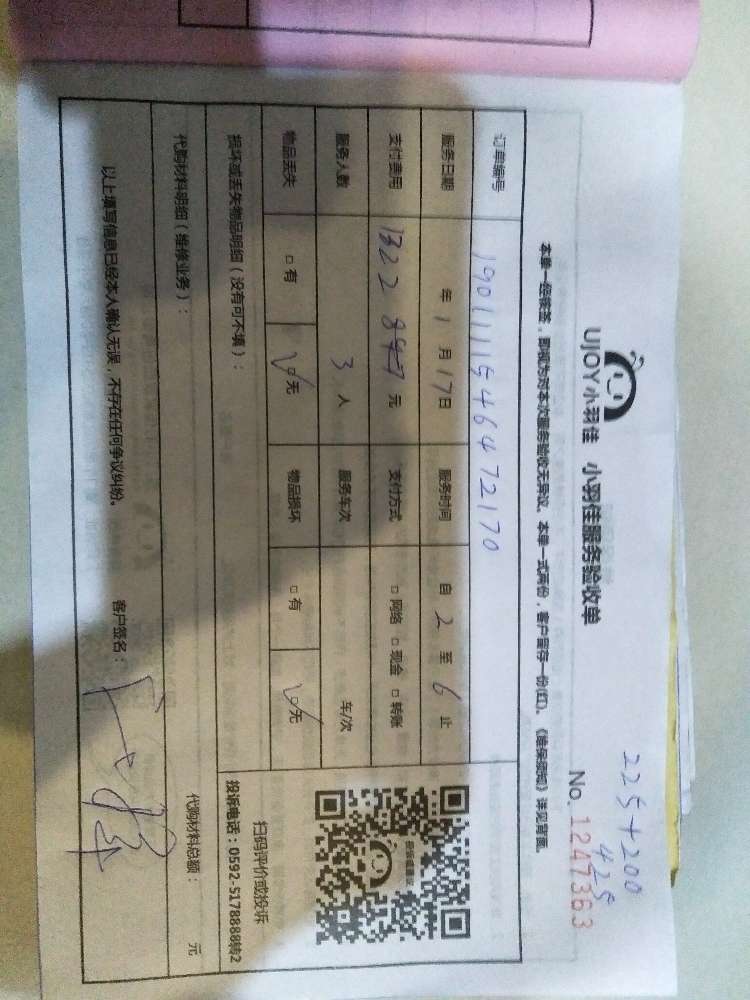 225+200
425
UJOY小羽佳 小羽佳服务验收单
No. 1247363
本单一经填签，即视为对本次服务验收无异议。本单一式两份，客户留存一份(红)。《维保须知》详见背面。
订单编号 1901111546472170
服务日期 年 1 月 17 日 服务时间 自 2 至 6 止
支付费用 元 支付方式 □ 网络 □ 现金 □ 转账
服务人数 3 人 服务车次 车/次
物品丢失 □ 有 □ 无 物品损坏 □ 有 □ 无
损坏或丢失物品明细（没有可不填）：
扫码评价或投诉
投诉电话：0592-5178888转2
代购材料明细（维修业务）： 代购材料总额： 元
以上填写信息已经本人确认无误，不存在任何争议纠纷。 客户签名：